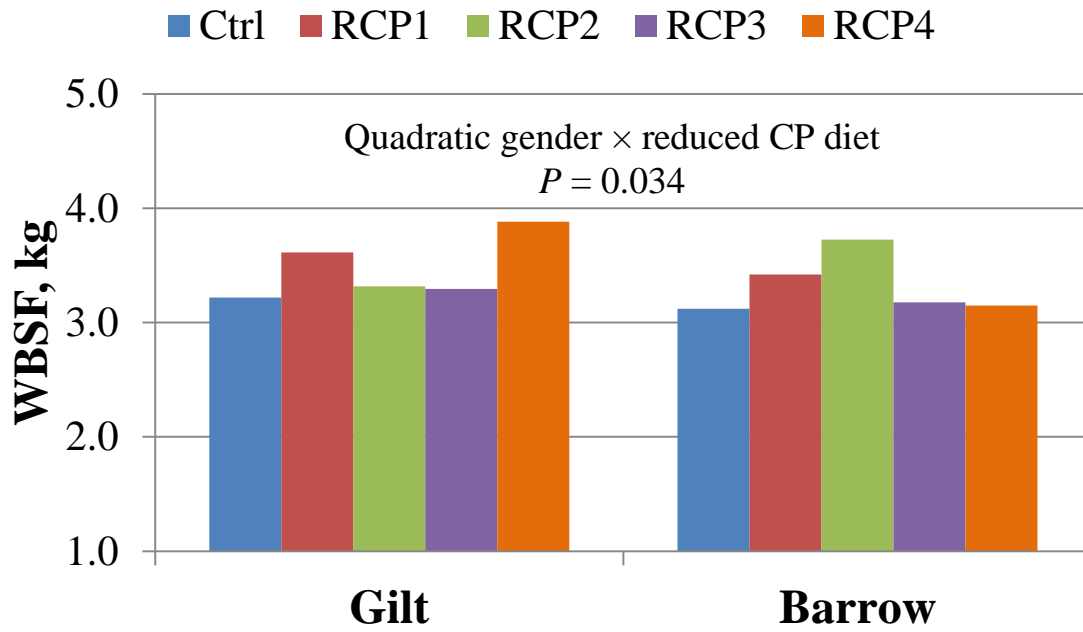 Ctrl RCP1 RCP2 RCP3 RCP4
5.0
Quadratic gender × reduced CP diet
P = 0.034
4.0
3.0
2.0
1.0
WBSF, kg
Gilt Barrow